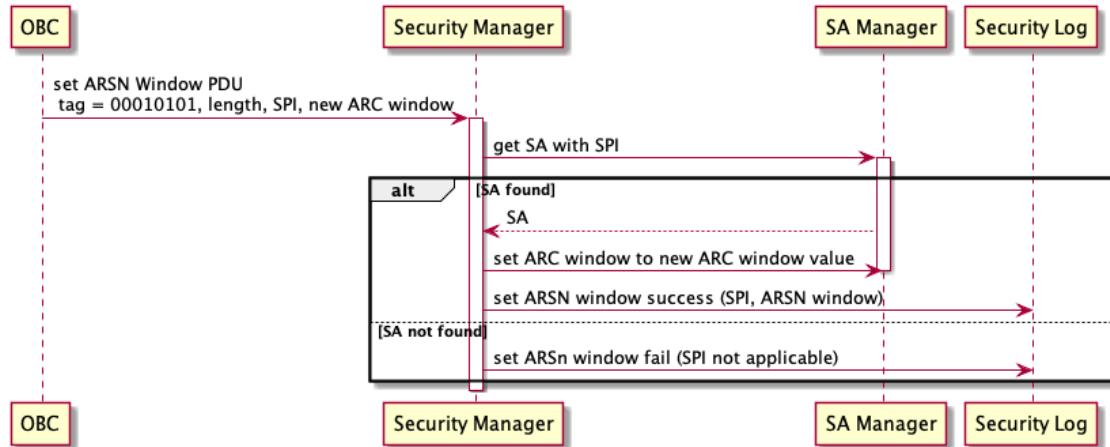 OBC
Security Manager
SA Manager
Security Log
set ARSN Window PDU
tag = 00010101, length, SPI, new ARC window
get SA with SPI
alt
[SA found]
SA
set ARC window to new ARC window value
set ARSN window success (SPI, ARSN window)
[SA not found]
set ARSn window fail (SPI not applicable)
OBC
Security Manager
SA Manager
Security Log